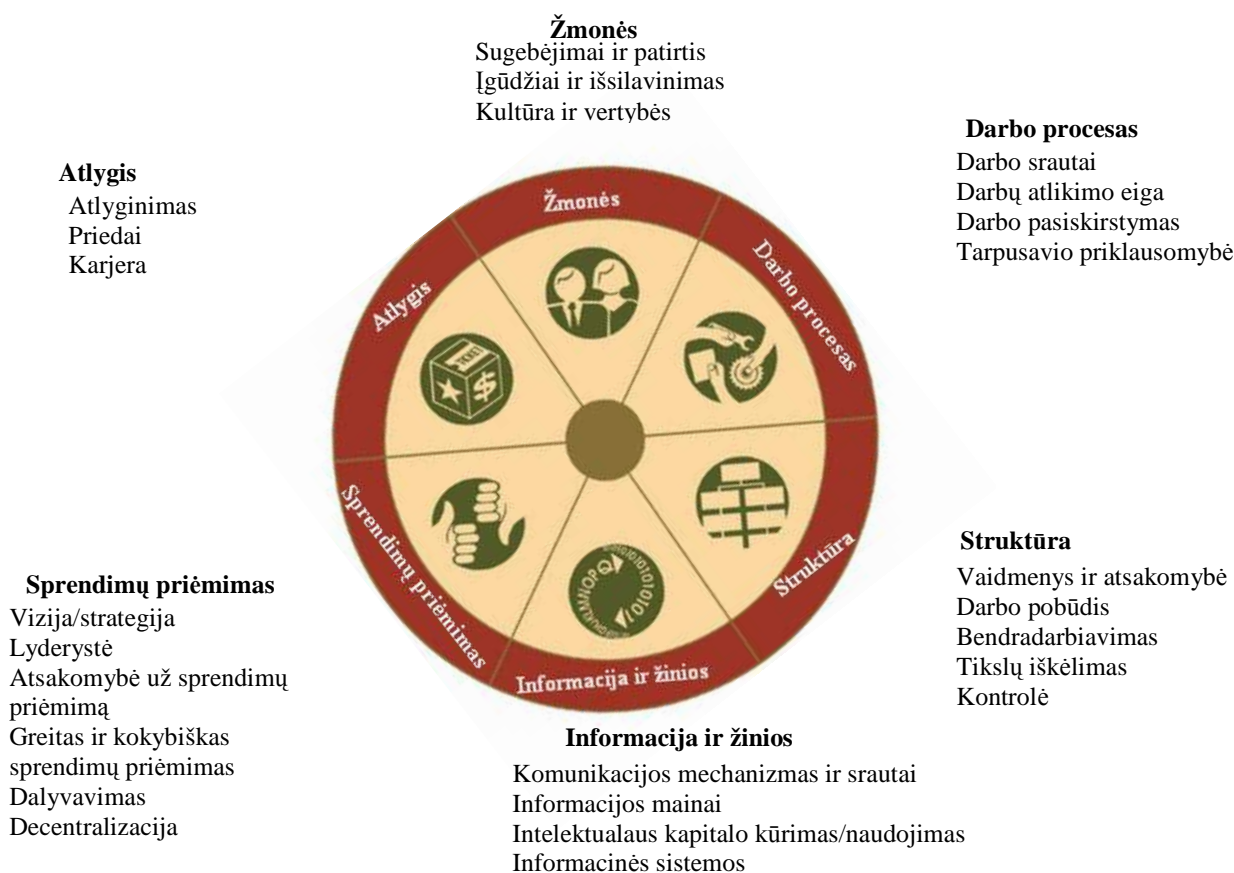 Žmonės
Sugebėjimai ir patirtis
Įgūdžiai ir išsilavinimas
Kultūra ir vertybės
Darbo procesas
Darbo srautai
Darbų atlikimo eiga
Darbo pasiskirstymas
Tarpusavio priklausomybė
Atlygis
Atlyginimas
Priedai
Karjera
Žmonės
Darbo procesas
Atlygis
TICKET
$
Sprendimų priėmimas
Struktūra
Informacija ir žinios
Struktūra
Vaidmenys ir atsakomybė
Darbo pobūdis
Bendradarbiavimas
Tikslų iškėlimas
Kontrolė
Sprendimų priėmimas
Vizija/strategija
Lyderystė
Atsakomybė už sprendimų
priėmimą
Greitas ir kokybiškas
sprendimų priėmimas
Dalyvavimas
Decentralizacija
Informacija ir žinios
Komunikacijos mechanizmas ir srautai
Informacijos mainai
Intelektualaus kapitalo kūrimas/naudojimas
Informacinės sistemos